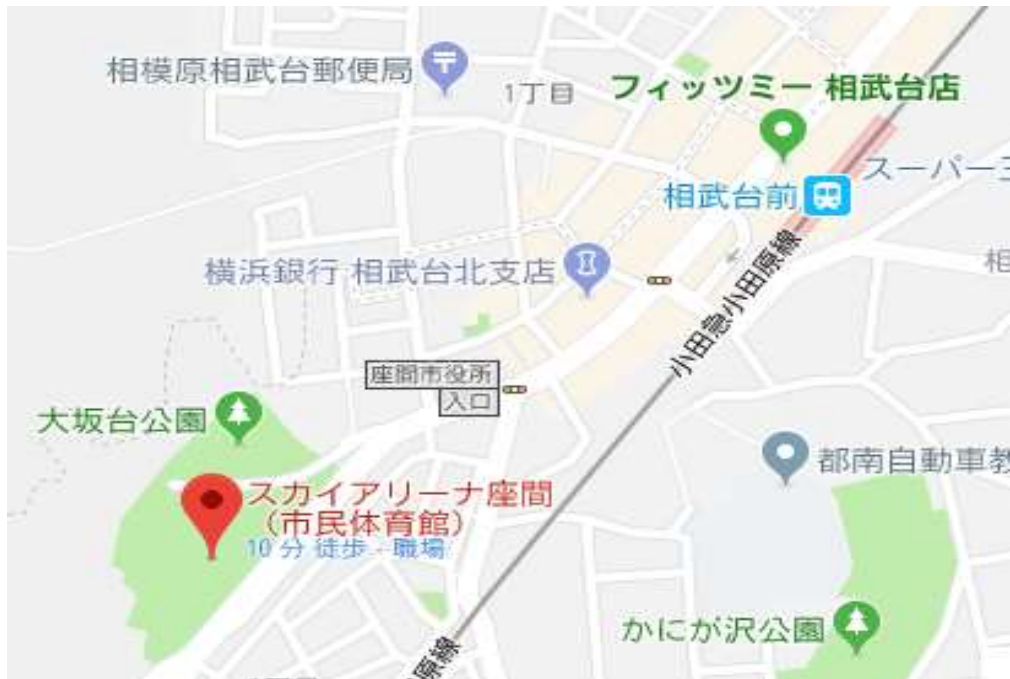 相模原相武台郵便局
1丁目
フィッツミー 相武台店
スーパー三
相武台前
相
横浜銀行 相武台北支店
小田急小田原線
座間市役所
入口
大坂台公園
都南自動車教
スカイアリーナ座間
（市民体育館）
10 分 徒歩 - 職場
かにが沢公園
原線